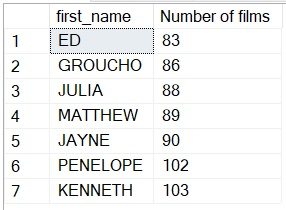 first_name Number of films
1 ED 83
2 GROUCHO 86
3 JULIA 88
4 MATTHEW 89
5 JAYNE 90
6 PENELOPE 102
7 KENNETH 103